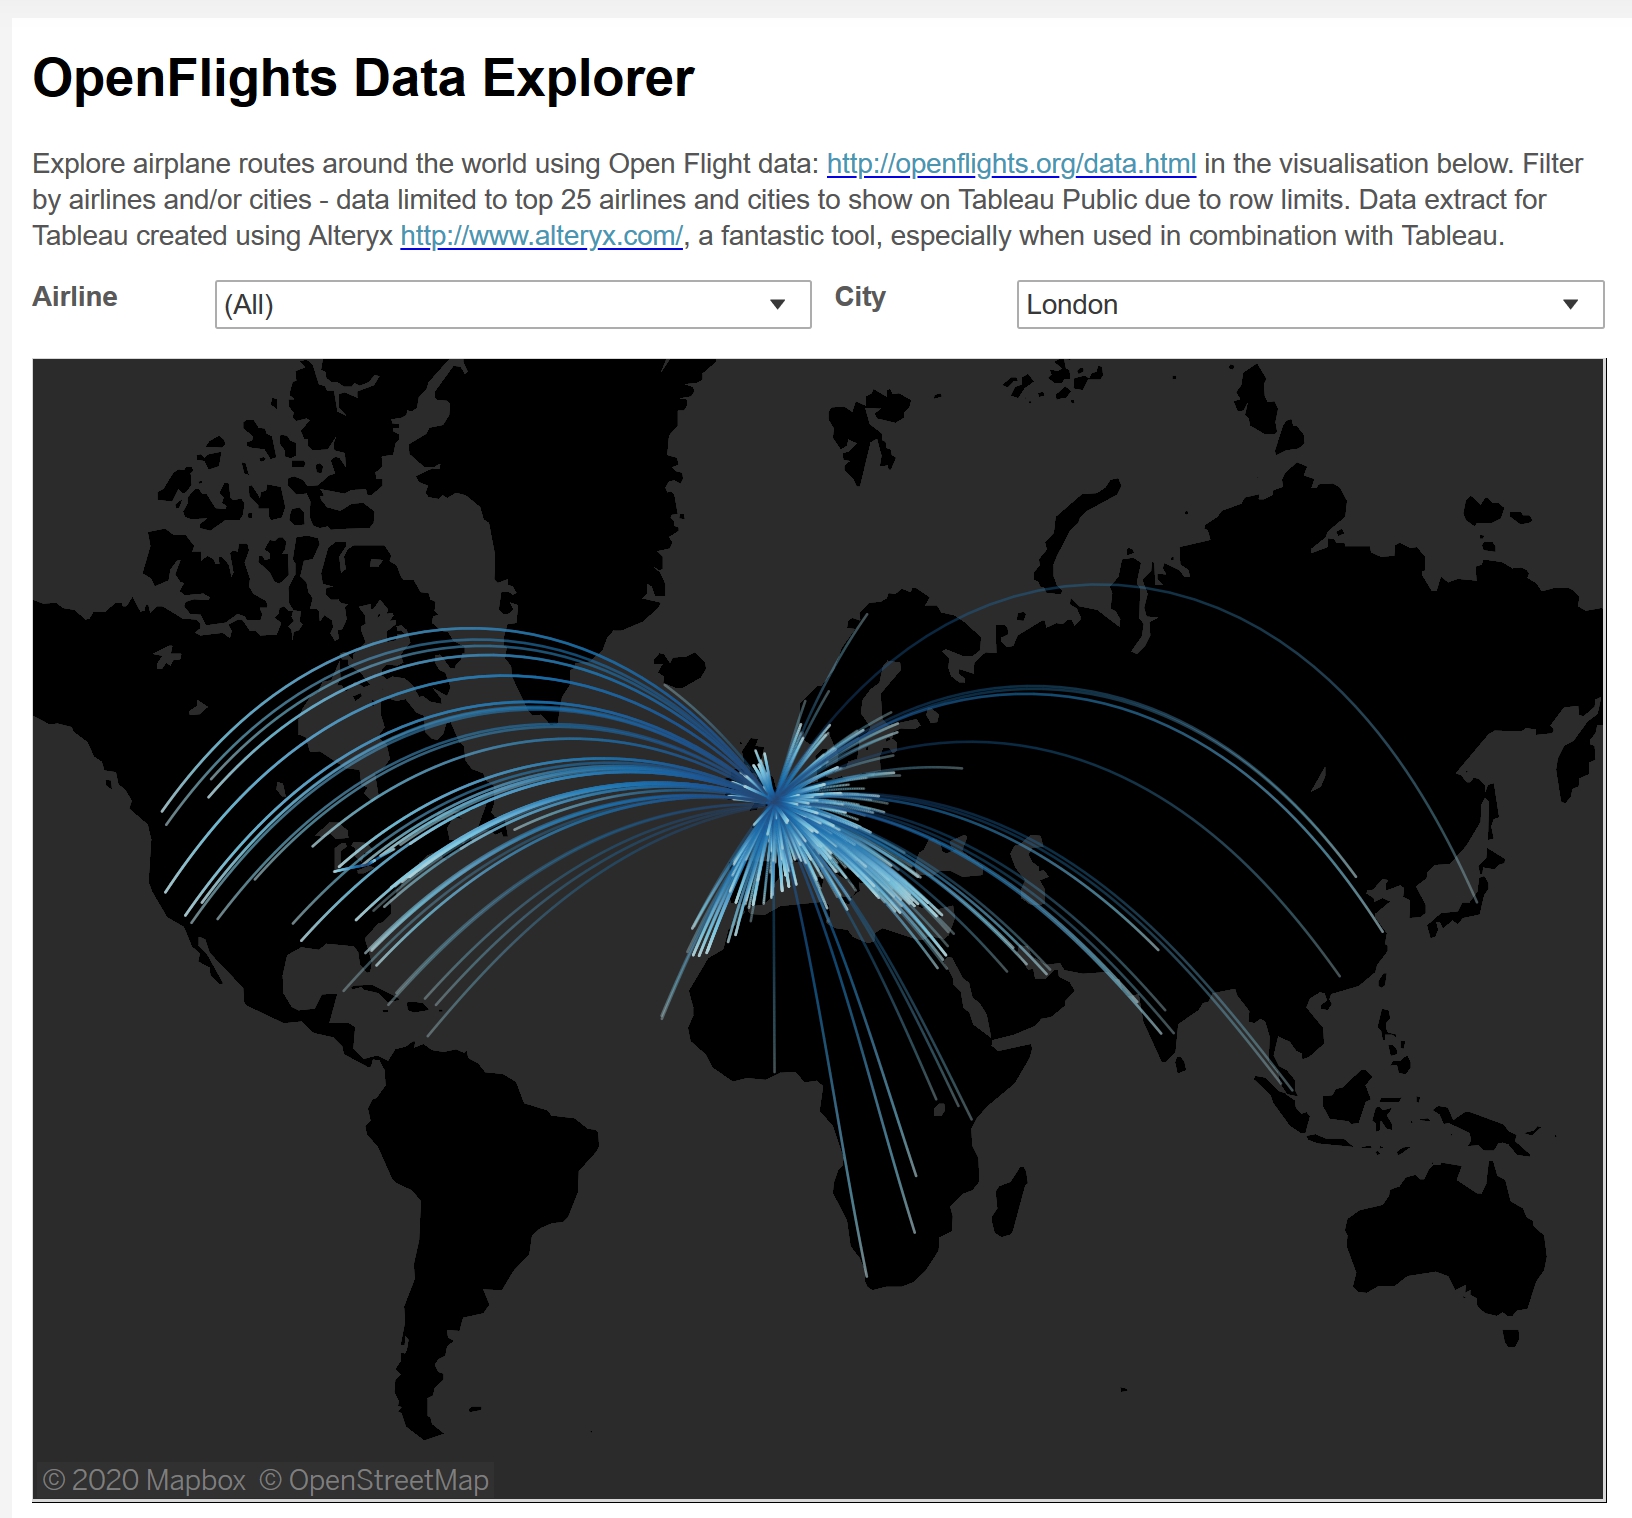 OpenFlights Data Explorer
Explore airplane routes around the world using Open Flight data: http://openflights.org/data.html in the visualisation below. Filter
by airlines and/or cities - data limited to top 25 airlines and cities to show on Tableau Public due to row limits. Data extract for
Tableau created using Alteryx http://www.alteryx.com/, a fantastic tool, especially when used in combination with Tableau.
Airline (All) City London
© 2020 Mapbox © OpenStreetMap